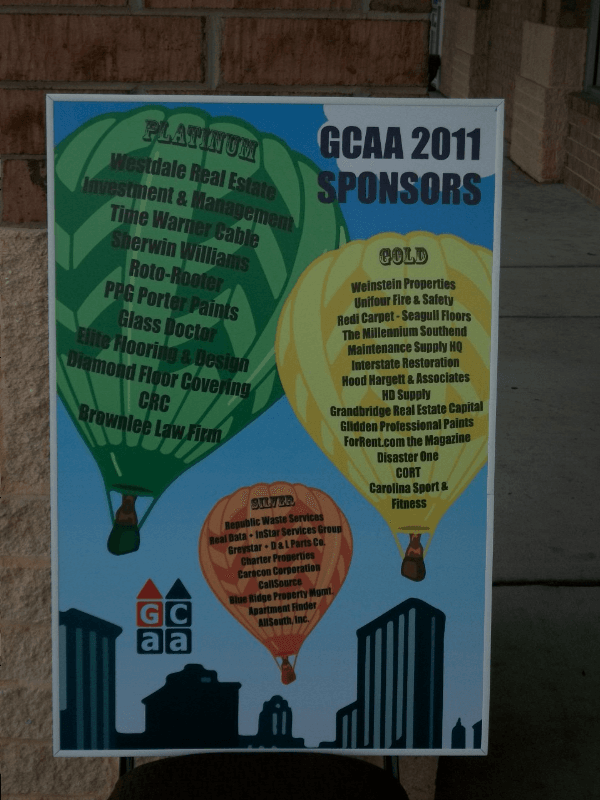 GCAA 2011
SPONSORS
PLATINUM
Westdale Real Estate
Investment & Management
Time Warner Cable
Sherwin Williams
Roto-Rooter
PPG Porter Paints
Glass Doctor
Elite Flooring & Design
Diamond Floor Covering
CRC
Brownlee Law Firm
GOLD
Weinstein Properties
Unifour Fire & Safety
Redi Carpet - Seagull Floors
The Millennium Southend
Maintenance Supply HQ
Interstate Restoration
Hood Hargett & Associates
HD Supply
Grandbridge Real Estate Capital
Glidden Professional Paints
ForRent.com the Magazine
Disaster One
CORT
Carolina Sport &
Fitness
SILVER
Republic Waste Services
Real Data • InStar Services Group
Greystar • D & L Parts Co.
Charter Properties
Carocon Corporation
CallSource
Blue Ridge Property Mgmt.
Apartment Finder
AllSouth, Inc.
GC
aa